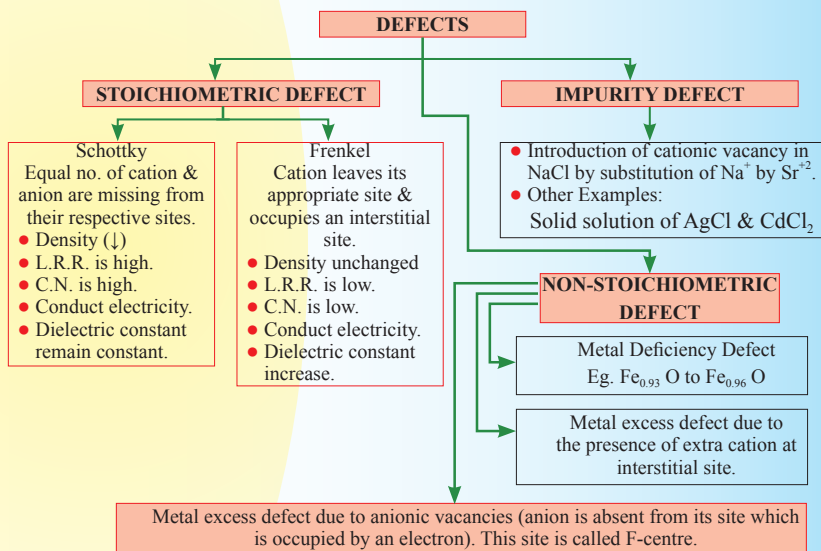 DEFECTS
STOICHIOMETRIC DEFECT
Schottky
Equal no. of cation &
anion are missing from
their respective sites.
● Density (↓)
● L.R.R. is high.
● C.N. is high.
● Conduct electricity.
● Dielectric constant
remain constant.
Frenkel
Cation leaves its
appropriate site &
occupies an interstitial
site.
● Density unchanged
● L.R.R. is low.
● C.N. is low.
● Conduct electricity.
● Dielectric constant
increase.
IMPURITY DEFECT
● Introduction of cationic vacancy in
NaCl by substitution of Na⁺ by Sr⁺².
● Other Examples:
Solid solution of AgCl & CdCl₂
NON-STOICHIOMETRIC
DEFECT
Metal Deficiency Defect
Eg. Fe₀.₉₃ O to Fe₀.₉₆ O
Metal excess defect due to
the presence of extra cation at
interstitial site.
Metal excess defect due to anionic vacancies (anion is absent from its site which
is occupied by an electron). This site is called F-centre.